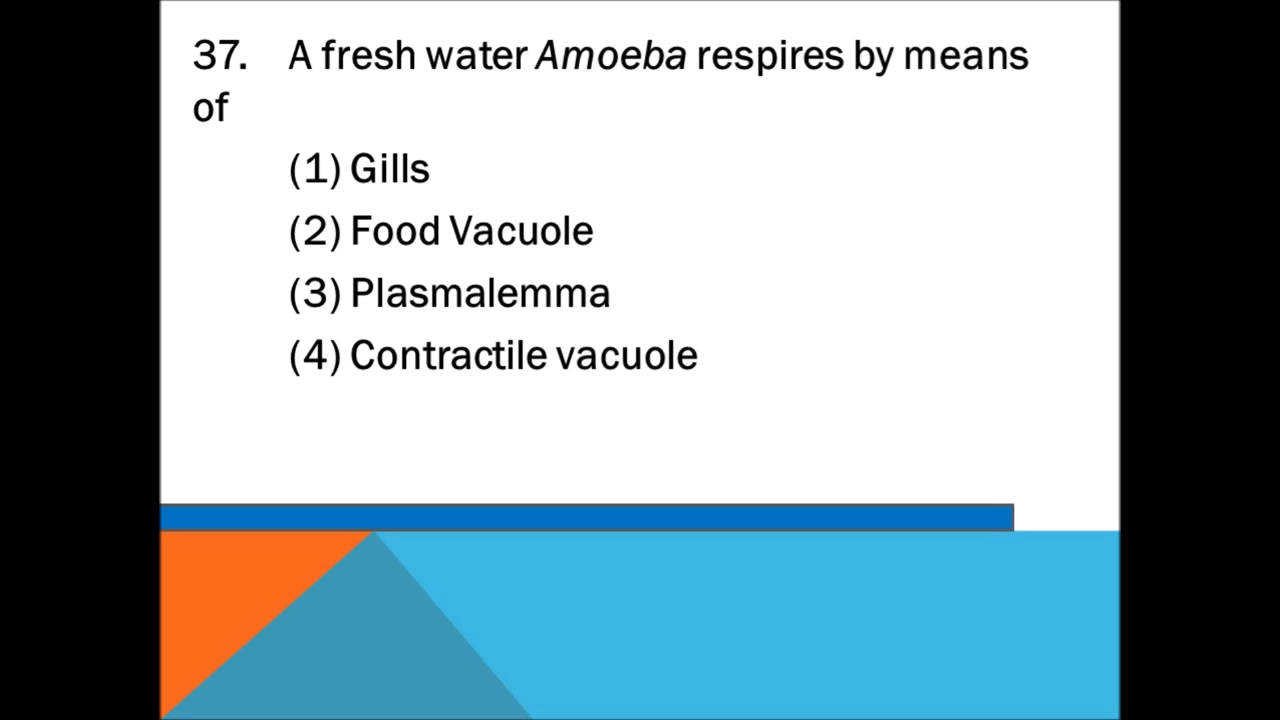 37. A fresh water Amoeba respires by means
of
(1) Gills
(2) Food Vacuole
(3) Plasmalemma
(4) Contractile vacuole